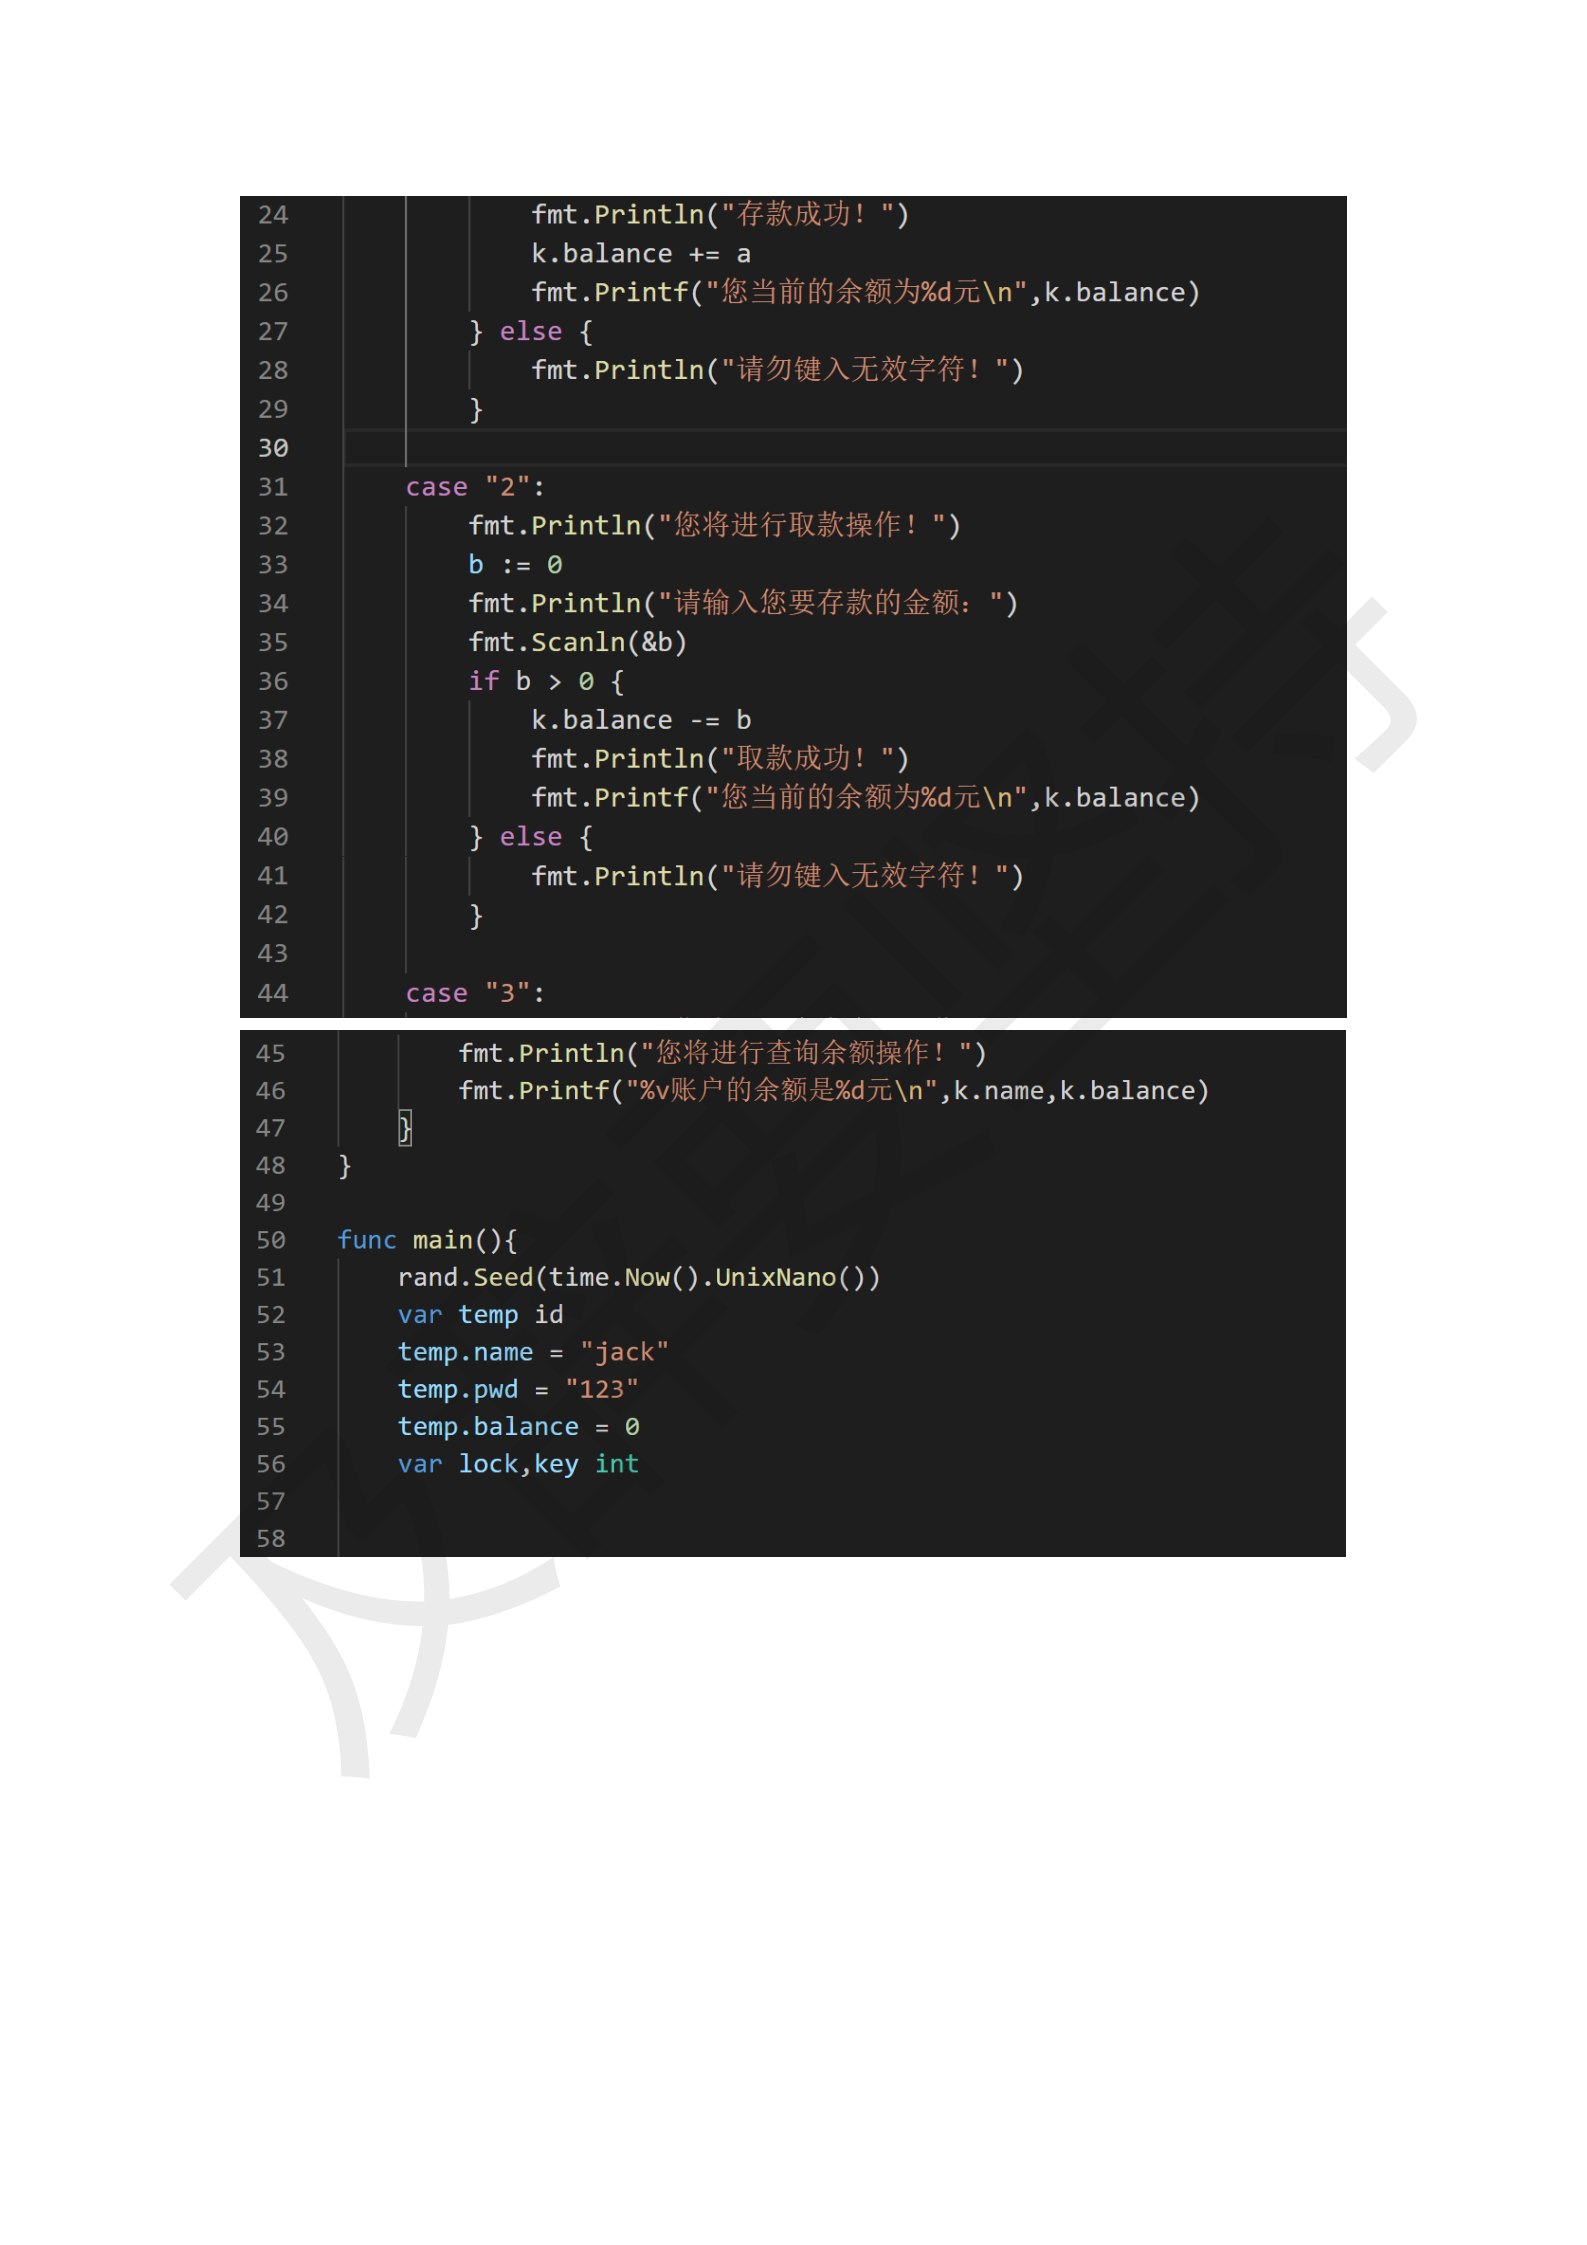 24 fmt.Println("存款成功！")
25 k.balance += a
26 fmt.Printf("您当前的余额为%d元\n",k.balance)
27 } else {
28 fmt.Println("请勿键入无效字符！")
29 }
30
31 case "2":
32 fmt.Println("您将进行取款操作！")
33 b := 0
34 fmt.Println("请输入您要存款的金额：")
35 fmt.Scanln(&b)
36 if b > 0 {
37 k.balance -= b
38 fmt.Println("取款成功！")
39 fmt.Printf("您当前的余额为%d元\n",k.balance)
40 } else {
41 fmt.Println("请勿键入无效字符！")
42 }
43
44 case "3":
45 fmt.Println("您将进行查询余额操作！")
46 fmt.Printf("%v账户的余额是%d元\n",k.name,k.balance)
47 }
48 }
49
50 func main(){
51 rand.Seed(time.Now().UnixNano())
52 var temp id
53 temp.name = "jack"
54 temp.pwd = "123"
55 temp.balance = 0
56 var lock,key int
57
58